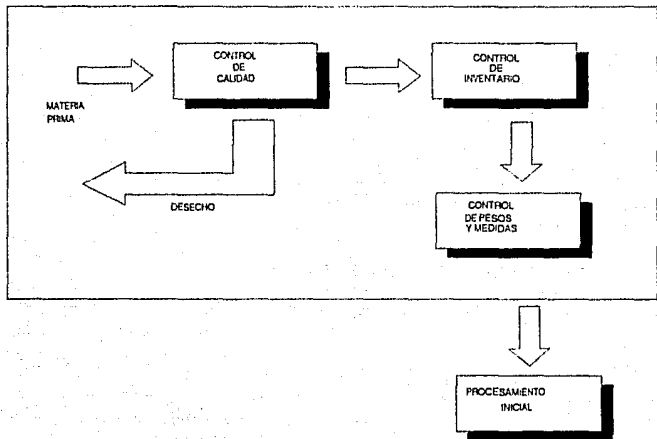 CONTROL
DE
CALIDAD
CONTROL
DE
INVENTARIO
MATERIA
PRIMA
DESECHO
CONTROL
DE PESOS
Y MEDIDAS
PROCESAMIENTO
INICIAL